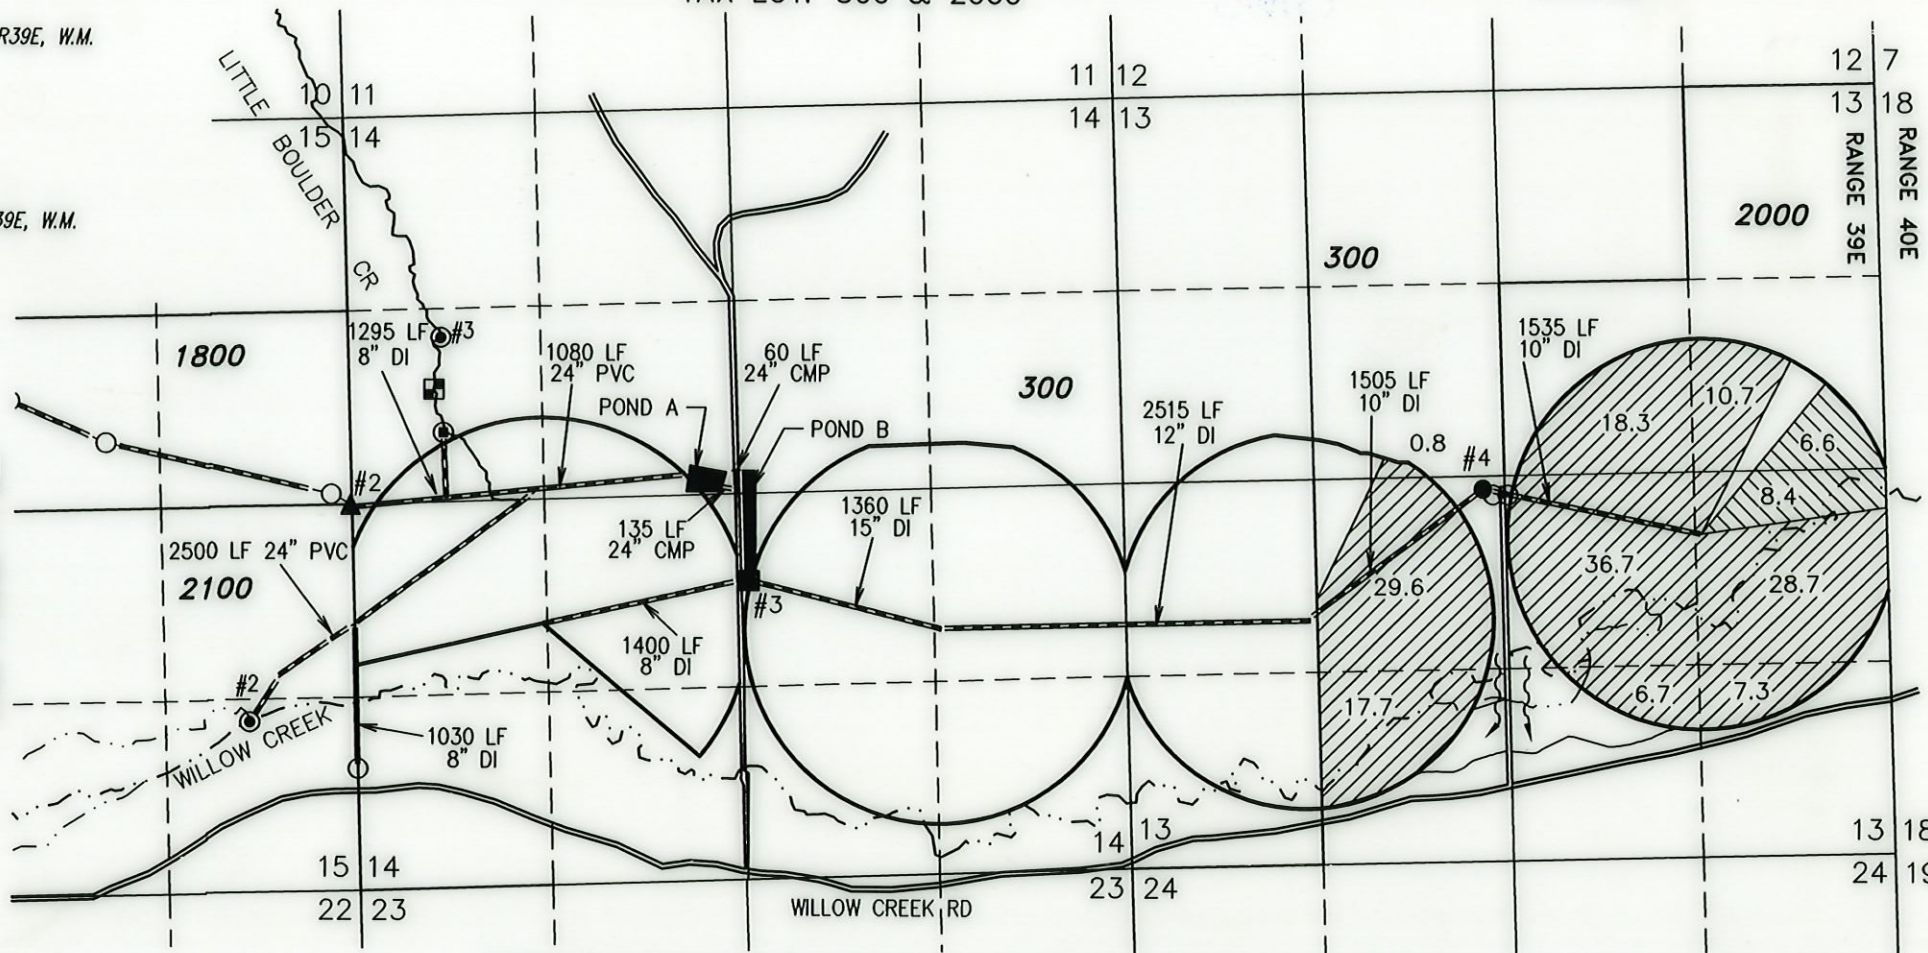 R39E, W.M.
39E, W.M.
LITTLE
BOULDER
CR
10 11
15 14
11 12
14 13
12 7
13 18
RANGE 39E
RANGE 40E
2000
300
1800
1295 LF
8" DI
#3
1080 LF
24" PVC
60 LF
24" CMP
POND A
POND B
300
2515 LF
12" DI
1505 LF
10" DI
1535 LF
10" DI
0.8
#4
18.3
10.7
6.6
8.4
#2
135 LF
24" CMP
1360 LF
15" DI
2500 LF 24" PVC
2100
#3
29.6
36.7
28.7
1400 LF
8" DI
#2
WILLOW CREEK
1030 LF
8" DI
17.7
6.7
7.3
15 14
22 23
14 13
23 24
13 18
24 19
WILLOW CREEK RD